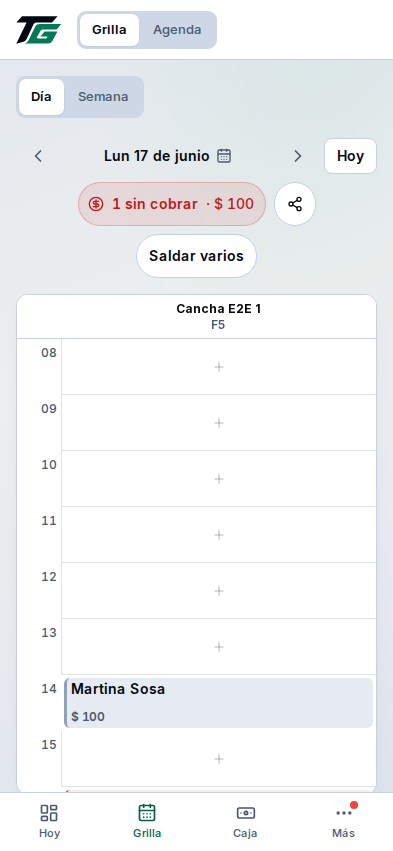 TG
Grilla
Agenda
Día
Semana
Lun 17 de junio
Hoy
1 sin cobrar · $ 100
Saldar varios
Cancha E2E 1
F5
08
09
10
11
12
13
14
Martina Sosa
$ 100
15
Hoy
Grilla
Caja
Más